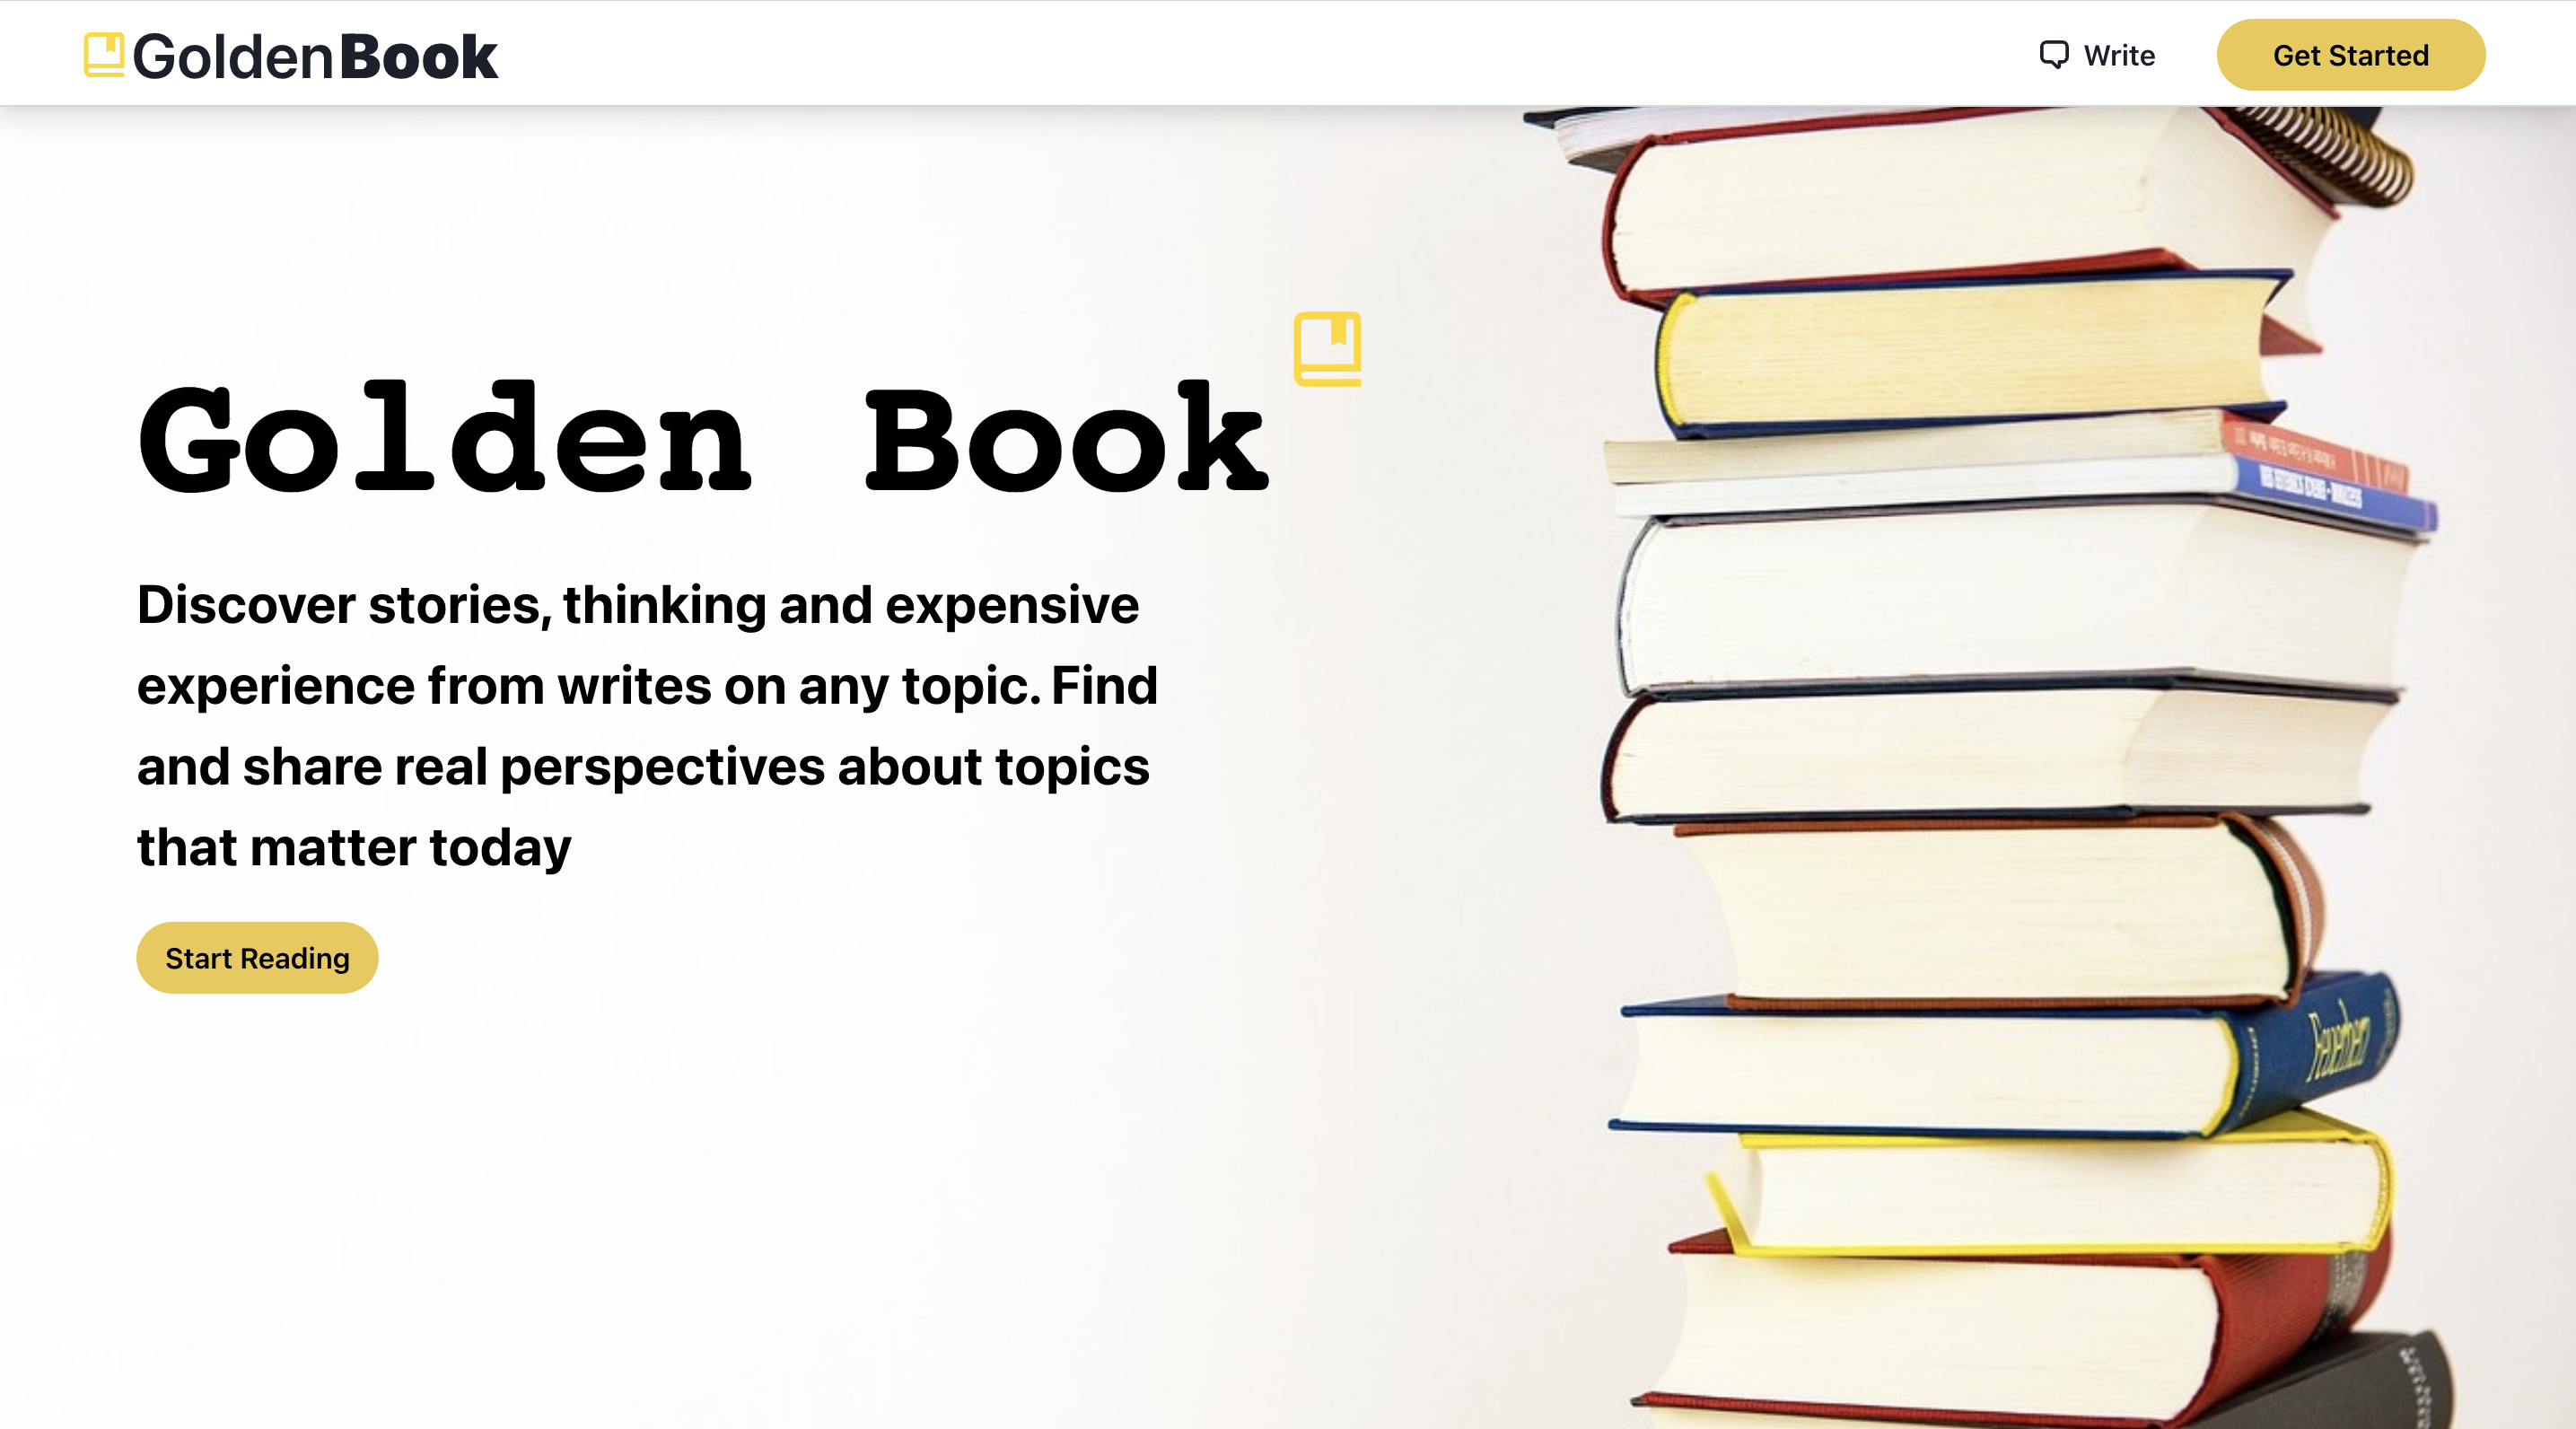 GoldenBook
Write
Get Started
Golden Book
Discover stories, thinking and expensive
experience from writes on any topic. Find
and share real perspectives about topics
that matter today
Start Reading